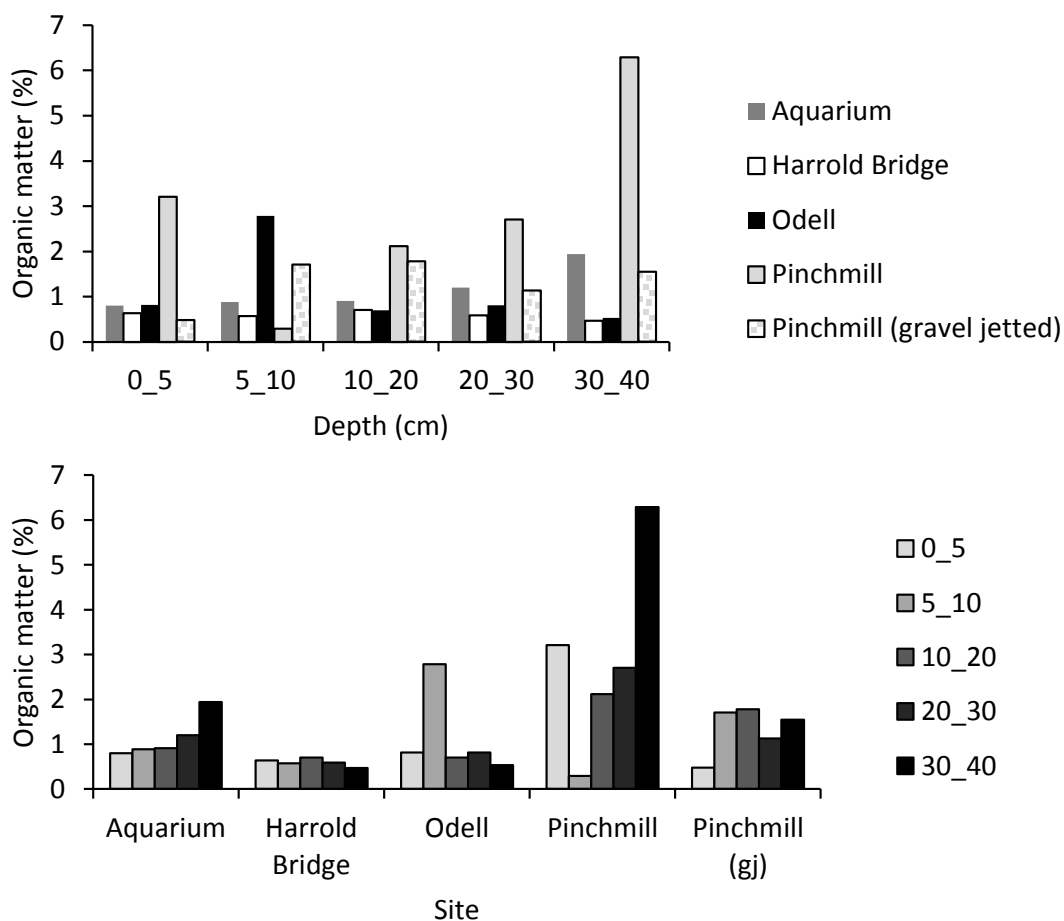 7
6
5
4
3
2
1
0
Organic matter (%)
0_5 5_10 10_20 20_30 30_40
Depth (cm)
Aquarium
Harrold Bridge
Odell
Pinchmill
Pinchmill (gravel jetted)
7
6
5
4
3
2
1
0
Organic matter (%)
Aquarium Harrold Odell Pinchmill Pinchmill
Bridge (gj)
Site
0_5
5_10
10_20
20_30
30_40